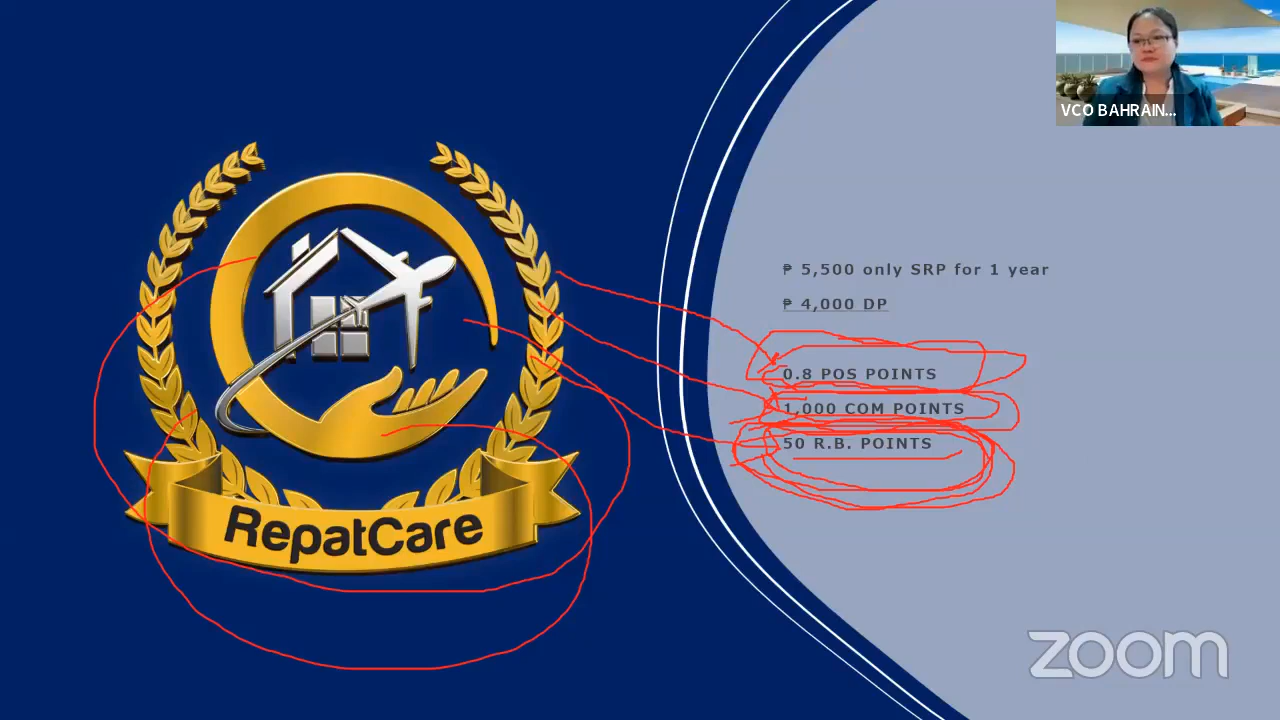 VCO BAHRAIN...
₱ 5,500 only SRP for 1 year
₱ 4,000 DP
0.8 POS POINTS
1,000 COM POINTS
50 R.B. POINTS
RepatCare
zoom